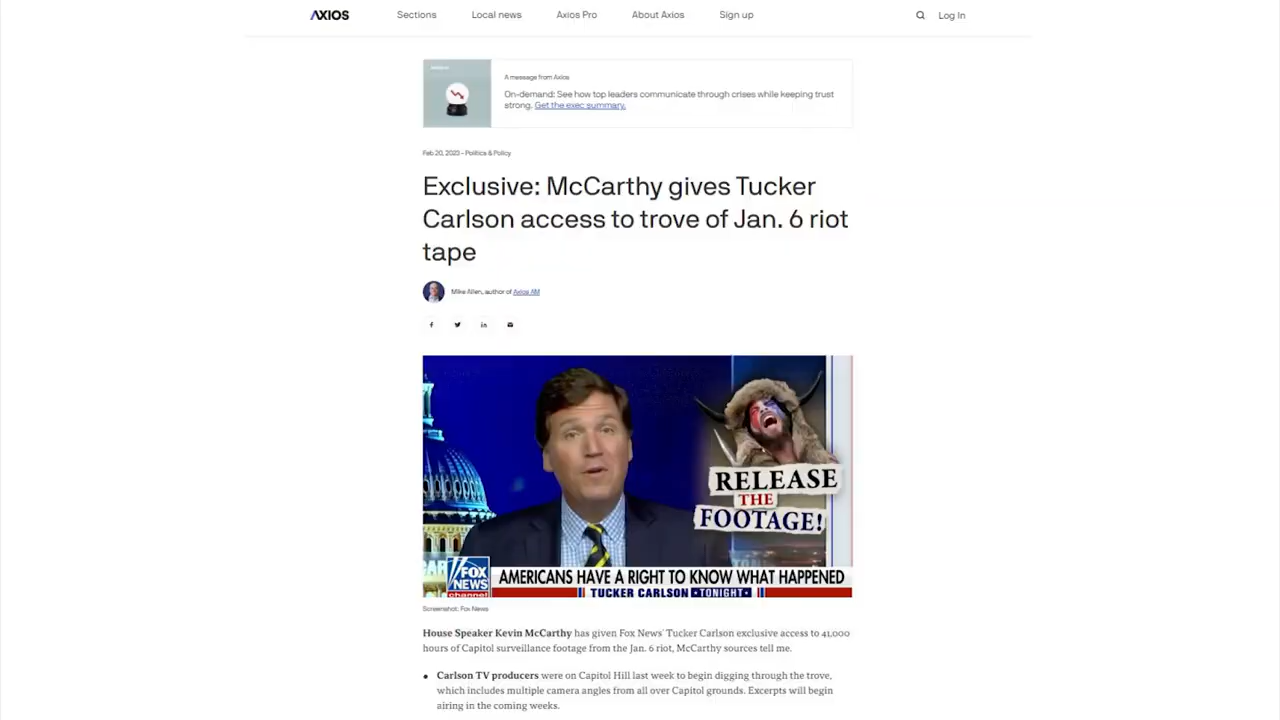 AXIOS Sections Local news Axios Pro About Axios Sign up Log In
A message from Axios
On-demand: See how top leaders communicate through crises while keeping trust
strong. Get the exec summary.
Feb 20, 2023 - Politics & Policy
Exclusive: McCarthy gives Tucker
Carlson access to trove of Jan. 6 riot
tape
Mike Allen, author of Axios AM
RELEASE
THE
FOOTAGE!
FOX
NEWS
channel
AMERICANS HAVE A RIGHT TO KNOW WHAT HAPPENED
TUCKER CARLSON TONIGHT
Screenshot: Fox News
House Speaker Kevin McCarthy has given Fox News' Tucker Carlson exclusive access to 41,000
hours of Capitol surveillance footage from the Jan. 6 riot, McCarthy sources tell me.
• Carlson TV producers were on Capitol Hill last week to begin digging through the trove,
which includes multiple camera angles from all over Capitol grounds. Excerpts will begin
airing in the coming weeks.